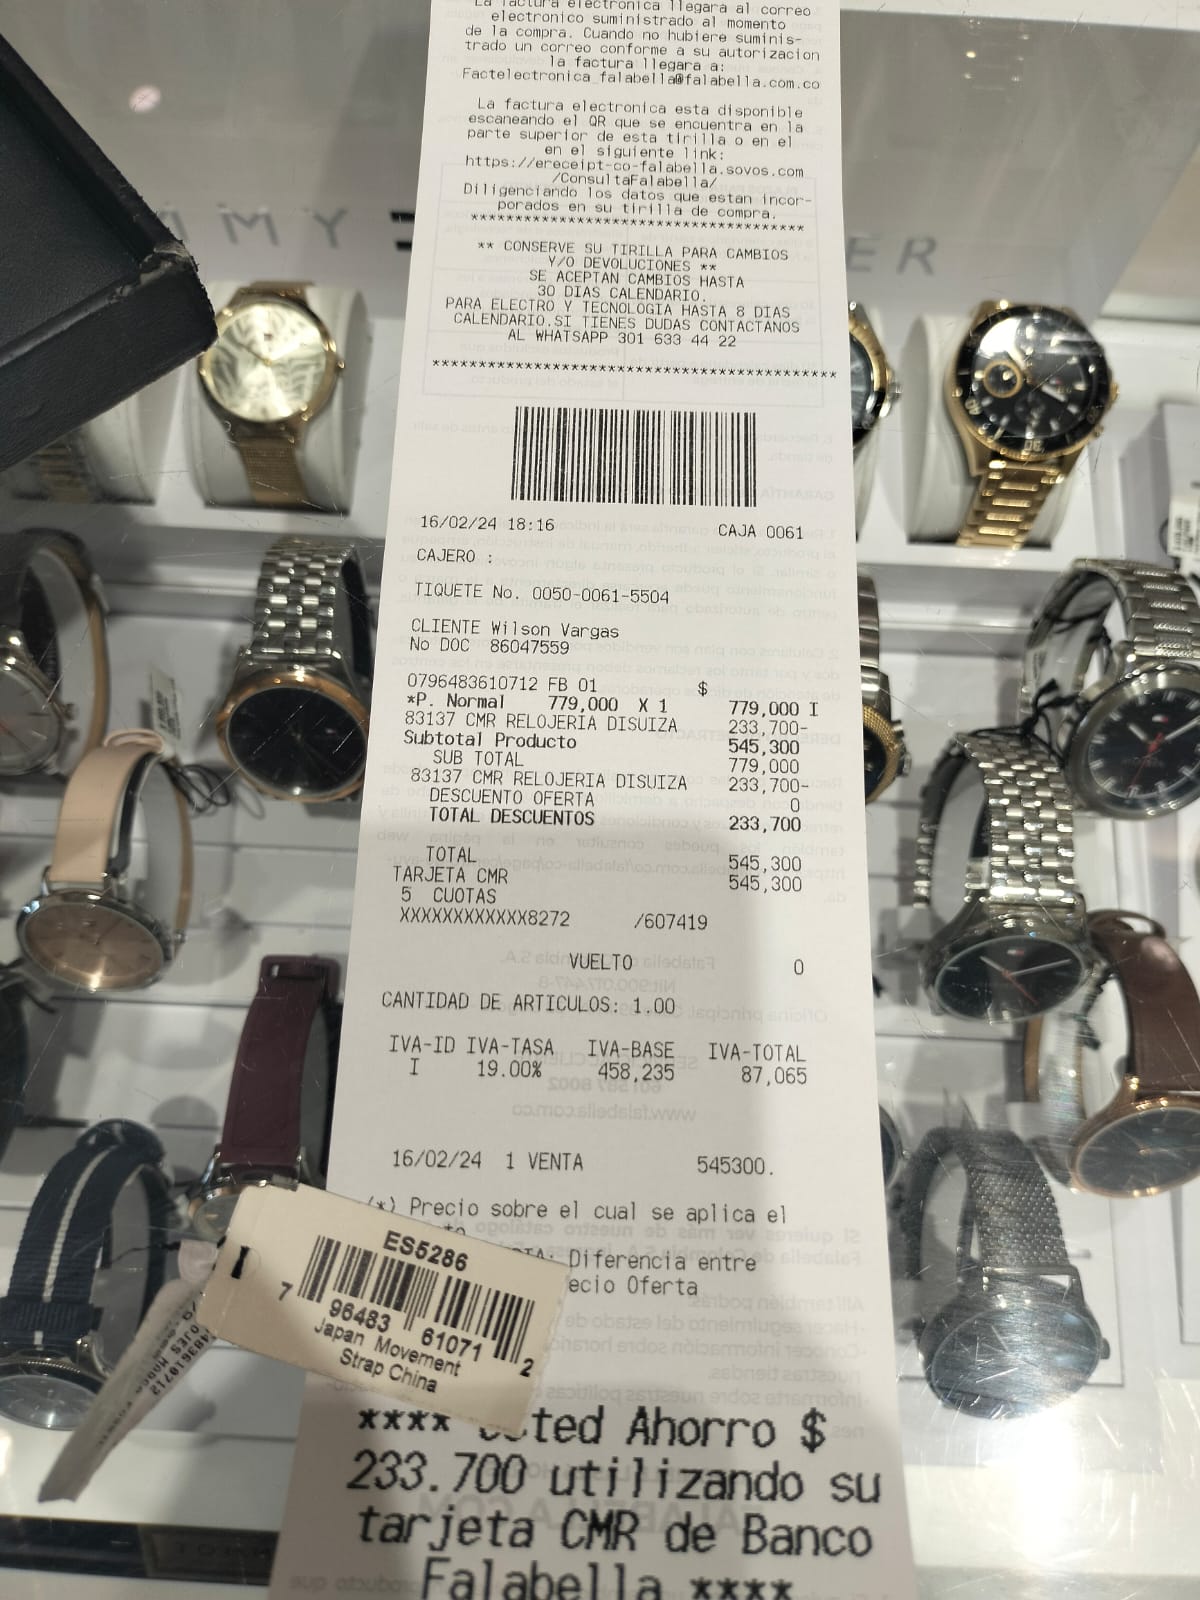 La factura electronica llegara al correo
electronico suministrado al momento
de la compra. Cuando no hubiere suminis-
trado un correo conforme a su autorizacion
la factura llegara a:
Factelectronica_falabella@falabella.com.co
La factura electronica esta disponible
escaneando el QR que se encuentra en la
parte superior de esta tirilla o en el
en el siguiente link:
https://ereceipt-co-falabella.sovos.com
/ConsultaFalabella/
Diligenciando los datos que estan incor-
porados en su tirilla de compra.
****************************************
** CONSERVE SU TIRILLA PARA CAMBIOS
Y/O DEVOLUCIONES **
SE ACEPTAN CAMBIOS HASTA
30 DIAS CALENDARIO.
PARA ELECTRO Y TECNOLOGIA HASTA 8 DIAS
CALENDARIO.SI TIENES DUDAS CONTACTANOS
AL WHATSAPP 301 633 44 22
******************************************
16/02/24 18:16 CAJA 0061
CAJERO :
TIQUETE No. 0050-0061-5504
CLIENTE Wilson Vargas
No DOC 86047559
0796483610712 FB 01 $
*P. Normal 779,000 X 1 779,000 I
83137 CMR RELOJERIA DISUIZA 233,700-
Subtotal Producto 545,300
SUB TOTAL 779,000
83137 CMR RELOJERIA DISUIZA 233,700-
DESCUENTO OFERTA 0
TOTAL DESCUENTOS 233,700
TOTAL 545,300
TARJETA CMR 545,300
5 CUOTAS
XXXXXXXXXXXX8272 /607419
VUELTO 0
CANTIDAD DE ARTICULOS: 1.00
IVA-ID IVA-TASA IVA-BASE IVA-TOTAL
I 19.00% 458,235 87,065
16/02/24 1 VENTA 545300.
(*) Precio sobre el cual se aplica el
Diferencia entre
ecio Oferta
ES5286
7 96483 61071 2
Japan Movement
Strap China
**** Usted Ahorro $
233.700 utilizando su
tarjeta CMR de Banco
Falabella ****